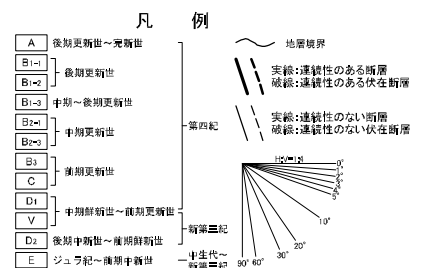 凡 例
A 後期更新世～完新世
B1-1
B1-2
後期更新世
B1-3 中期～後期更新世
B2-1
B2-3
中期更新世
B3
C
前期更新世
D1
V
中期鮮新世～前期更新世
D2 後期中新世～前期鮮新世
E ジュラ紀～前期中新世
第四紀
新第三紀
中生代～
新第三紀
地層境界
実線:連続性のある断層
破線:連続性のある伏在断層
実線:連続性のない断層
破線:連続性のない伏在断層
H:V=1:4
0°
1°
2°
3°
4°
5°
10°
20°
30°
60°
90°